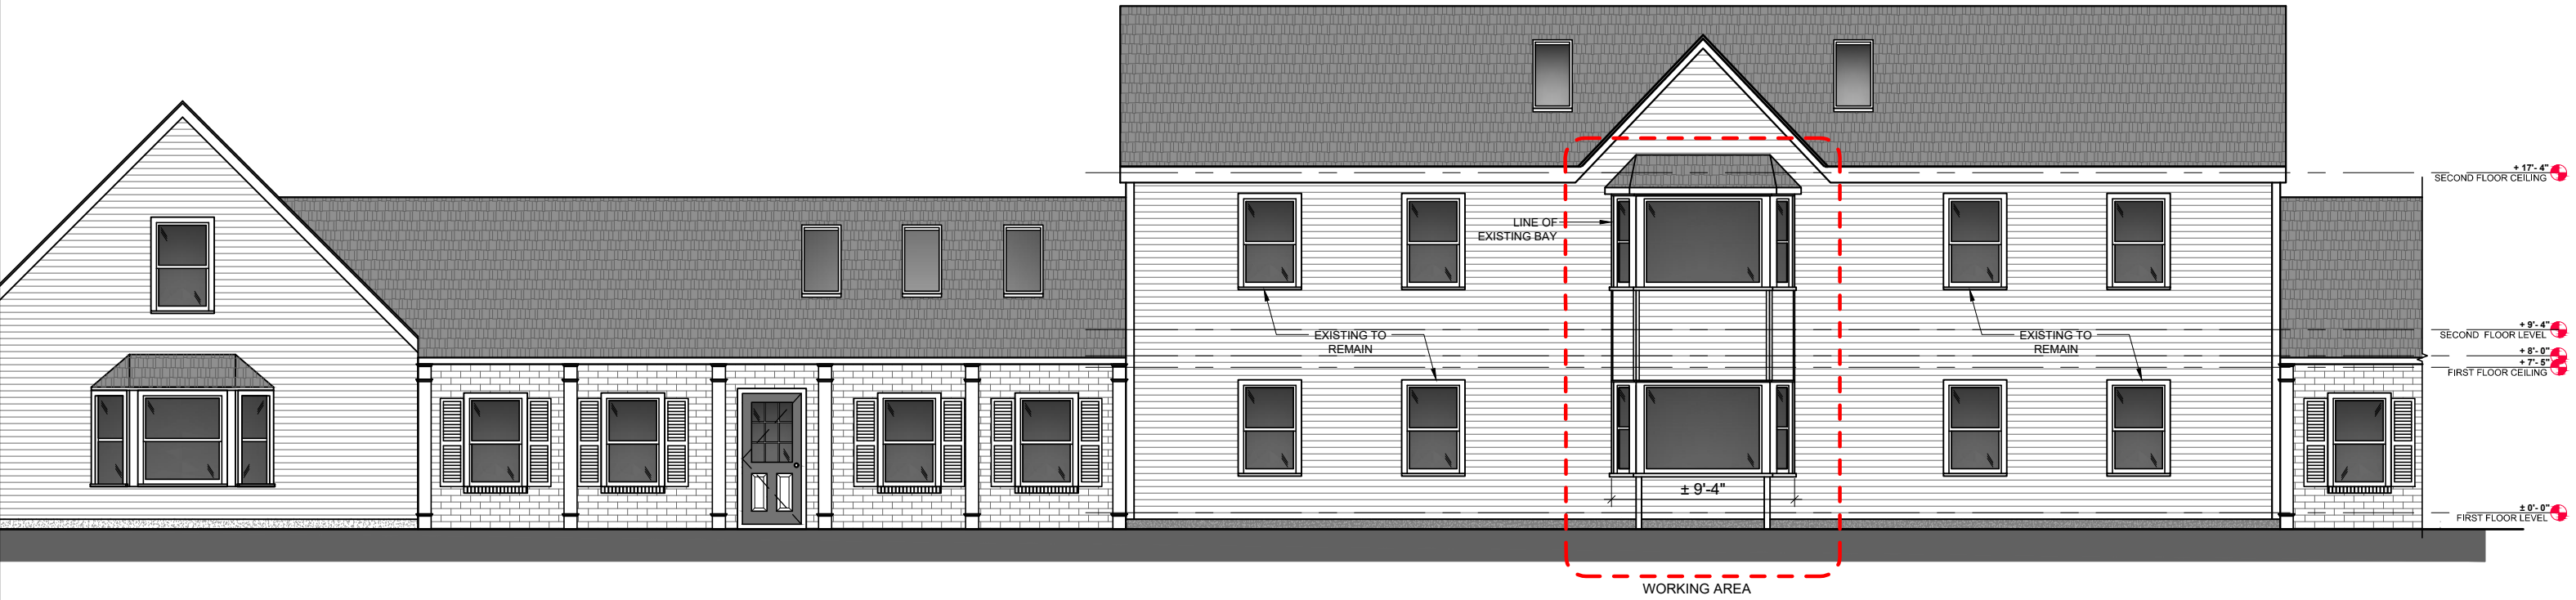 + 17'- 4"
SECOND FLOOR CEILING
LINE OF
EXISTING BAY
EXISTING TO
REMAIN
EXISTING TO
REMAIN
+ 9'- 4"
SECOND FLOOR LEVEL
+ 8'- 0"
+ 7'- 5"
FIRST FLOOR CEILING
± 9'-4"
± 0'- 0"
FIRST FLOOR LEVEL
WORKING AREA